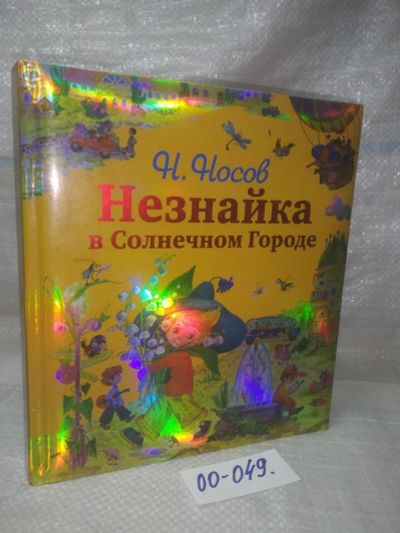 Н. Носов
Незнайка
в Солнечном Городе
00-049.